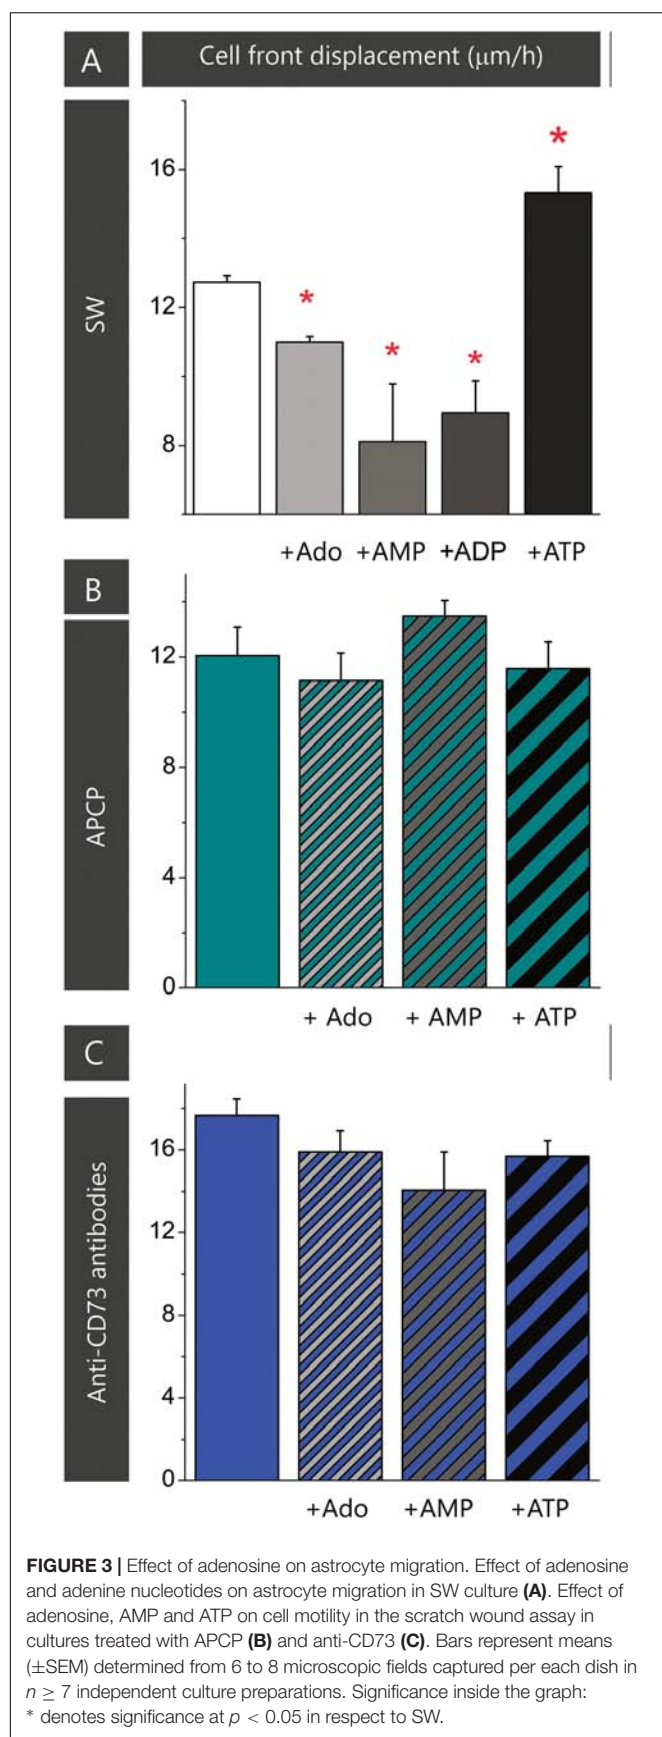 A
Cell front displacement (μm/h)
SW
16
12
8
*
*
*
*
+Ado +AMP +ADP +ATP
B
APCP
12
8
4
0
+ Ado + AMP + ATP
C
Anti-CD73 antibodies
16
12
8
4
0
+Ado +AMP +ATP
FIGURE 3 | Effect of adenosine on astrocyte migration. Effect of adenosine
and adenine nucleotides on astrocyte migration in SW culture (A). Effect of
adenosine, AMP and ATP on cell motility in the scratch wound assay in
cultures treated with APCP (B) and anti-CD73 (C). Bars represent means
(±SEM) determined from 6 to 8 microscopic fields captured per each dish in
n ≥ 7 independent culture preparations. Significance inside the graph:
* denotes significance at p < 0.05 in respect to SW.